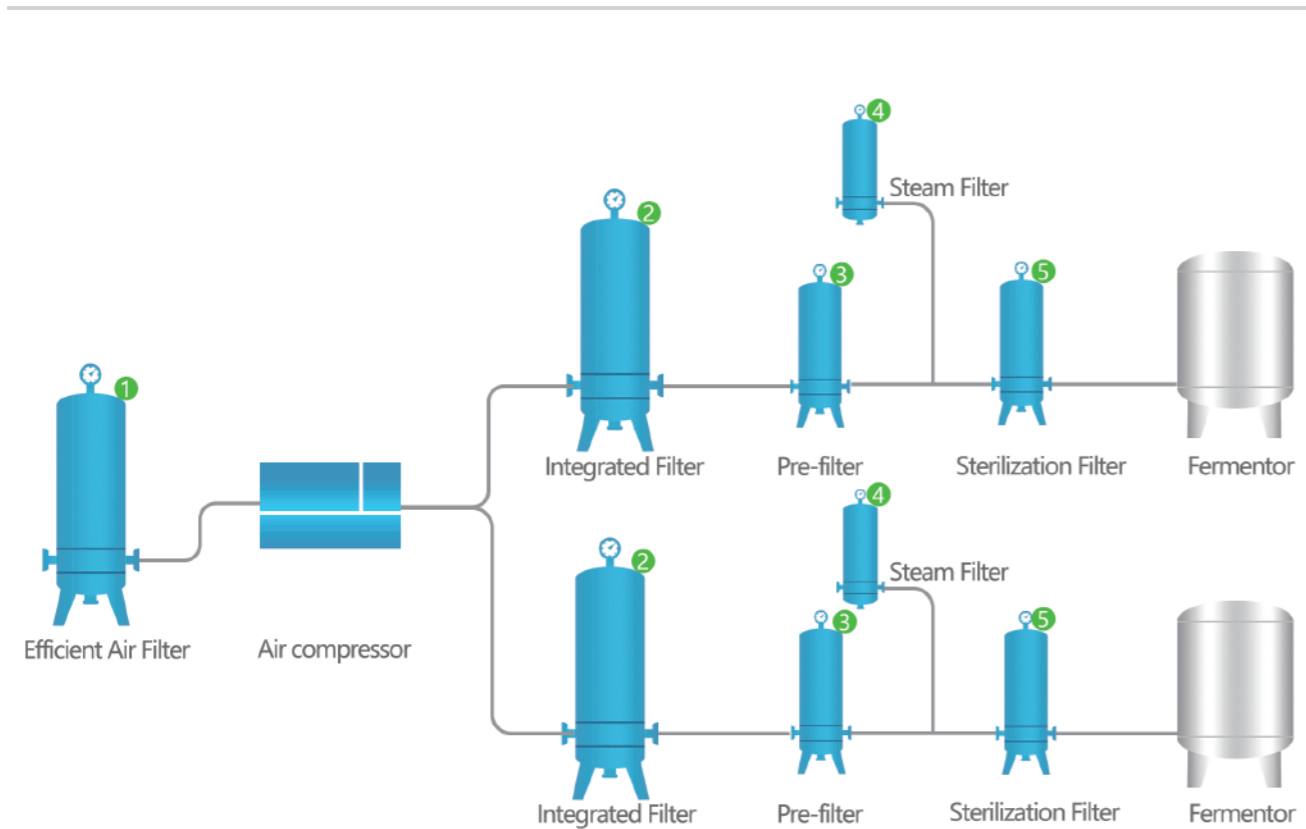 4
Steam Filter
2
3
5
1
Integrated Filter
Pre-filter
Sterilization Filter
Fermentor
4
2
Steam Filter
3
5
Efficient Air Filter
Air compressor
Integrated Filter
Pre-filter
Sterilization Filter
Fermentor